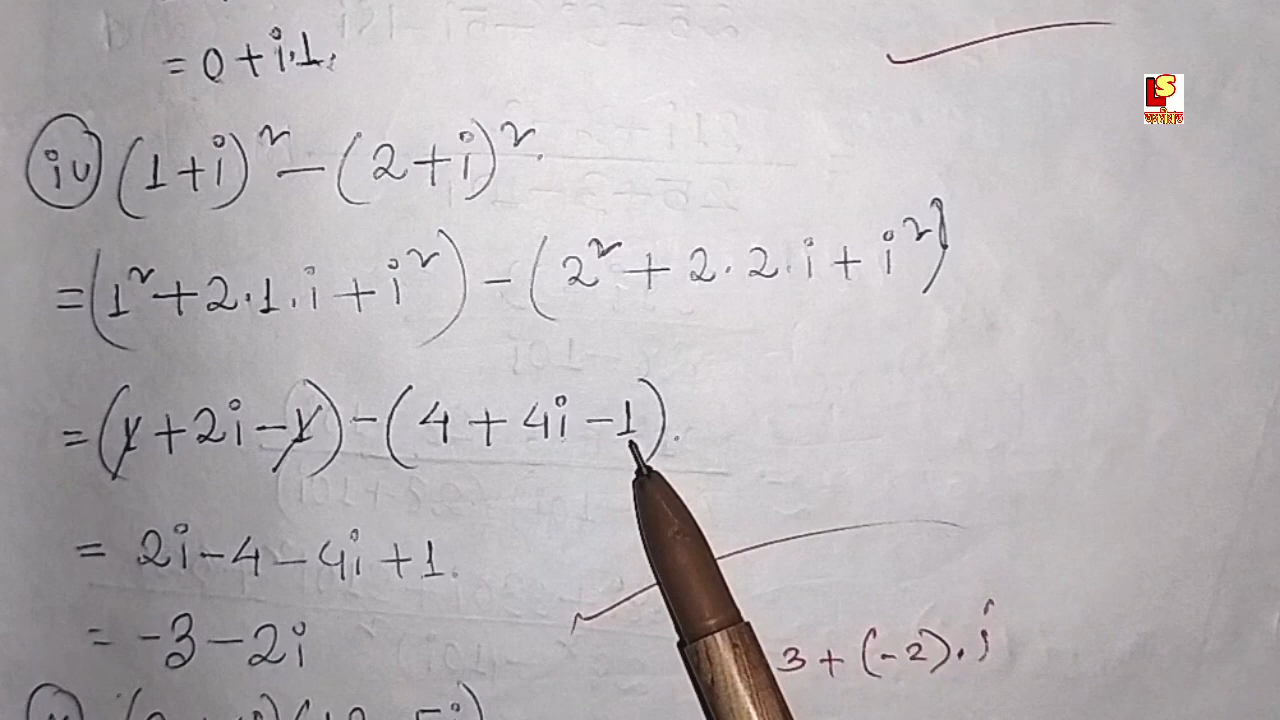 = 0 + i.1.
(iv) (1+i)² – (2+i)².
= (1² + 2.1.i + i²) – (2² + 2.2.i + i²)
= (1 + 2i – 1) – (4 + 4i – 1).
= 2i – 4 – 4i + 1.
= -3 – 2i
3 + (-2).i
LS